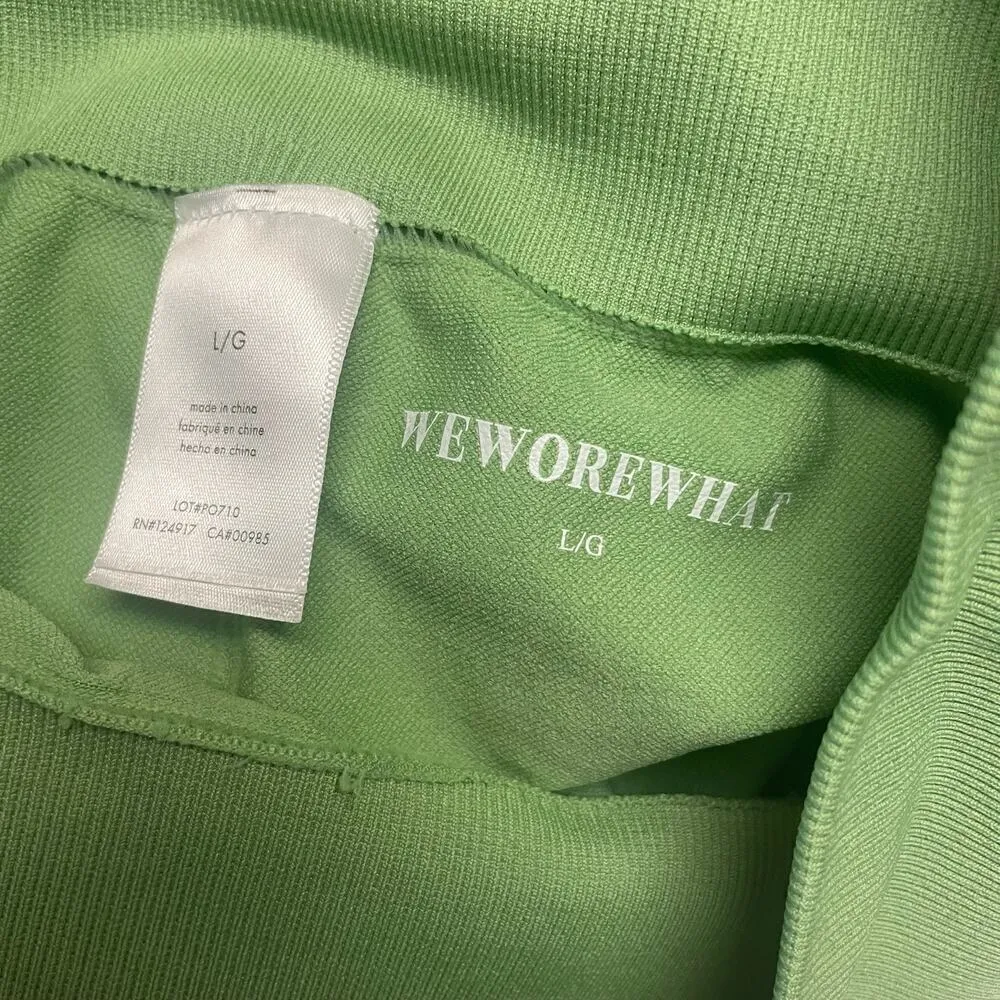 L/G
made in china
fabriqué en chine
hecho en china
LOT#PO710
RN#124917 CA#00985
WEWOREWHAT
L/G